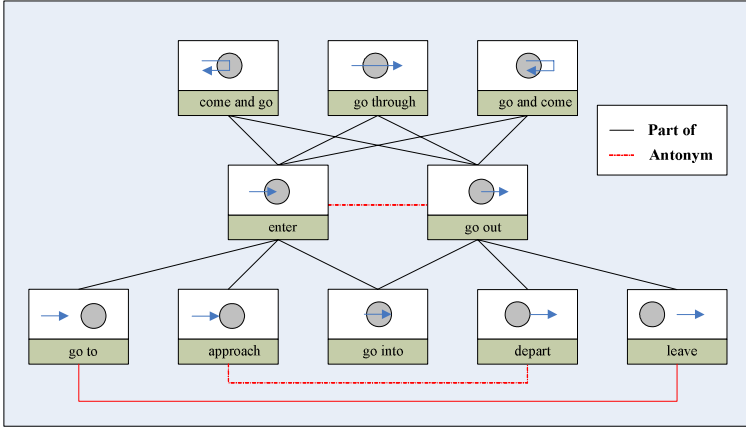 come and go
go through
go and come
Part of
Antonym
enter
go out
go to
approach
go into
depart
leave